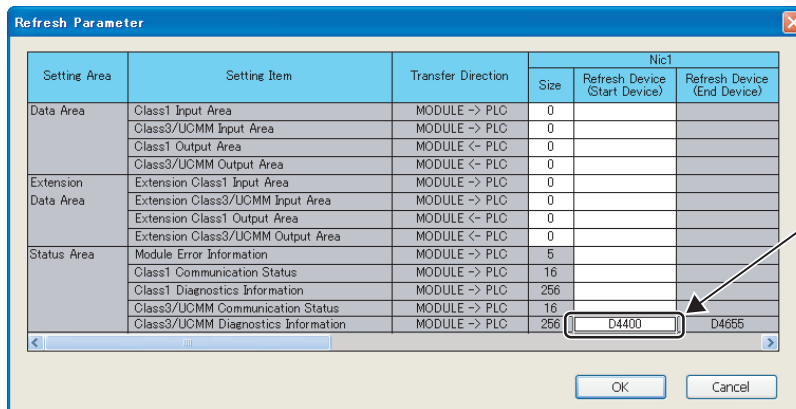 Refresh Parameter
Nic1
Setting Area Setting Item Transfer Direction Size Refresh Device (Start Device) Refresh Device (End Device)
Data Area Class1 Input Area MODULE -> PLC 0
Class3/UCMM Input Area MODULE -> PLC 0
Class1 Output Area MODULE <- PLC 0
Class3/UCMM Output Area MODULE <- PLC 0
Extension Extension Class1 Input Area MODULE -> PLC 0
Data Area Extension Class3/UCMM Input Area MODULE -> PLC 0
Extension Class1 Output Area MODULE <- PLC 0
Extension Class3/UCMM Output Area MODULE <- PLC 0
Status Area Module Error Information MODULE -> PLC 5
Class1 Communication Status MODULE -> PLC 16
Class1 Diagnostics Information MODULE -> PLC 256
Class3/UCMM Communication Status MODULE -> PLC 16
Class3/UCMM Diagnostics Information MODULE -> PLC 256 D4400 D4655
OK Cancel